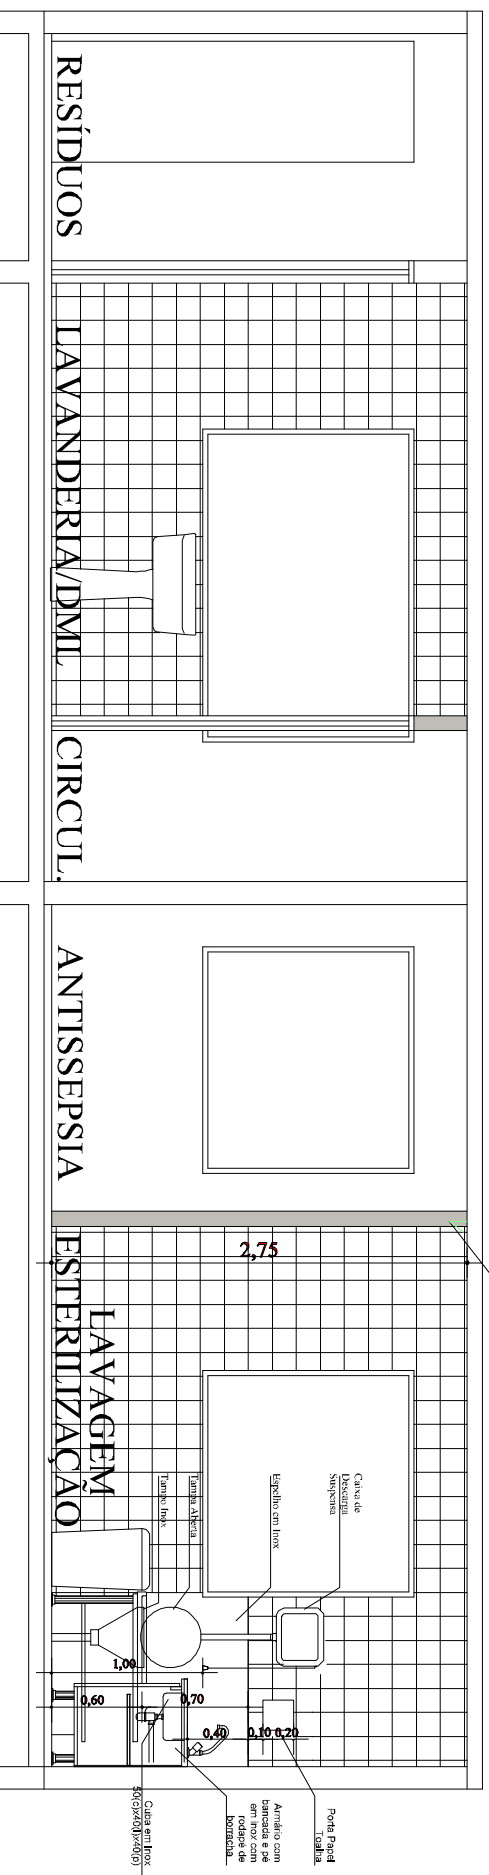 RESÍDUOS
LAVANDERIA/DML
CIRCUL.
ANTISSEPSIA
LAVAGEM
ESTERILIZAÇÃO
2,75
Caixa de
Descarga
Suspensa
Espelho em Inox
Tampa Aberta
Tampo Inox
1,00
0,60
0,70
0,40
0,10
0,20
Porta Papel
Toalha
Armário com
bancada e pé
em inox com
rodapé de
borracha
Cuba em Inox
50(c)x40(l)x40(p)